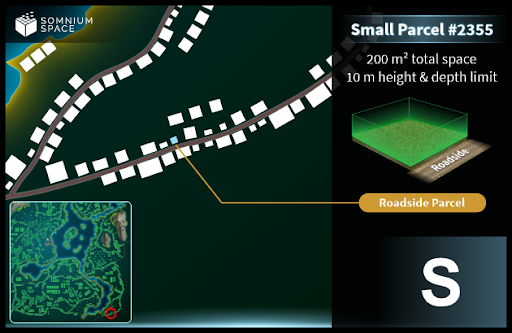 SOMNIUM
SPACE
Small Parcel #2355
200 m² total space
10 m height & depth limit
Roadside
Roadside Parcel
S